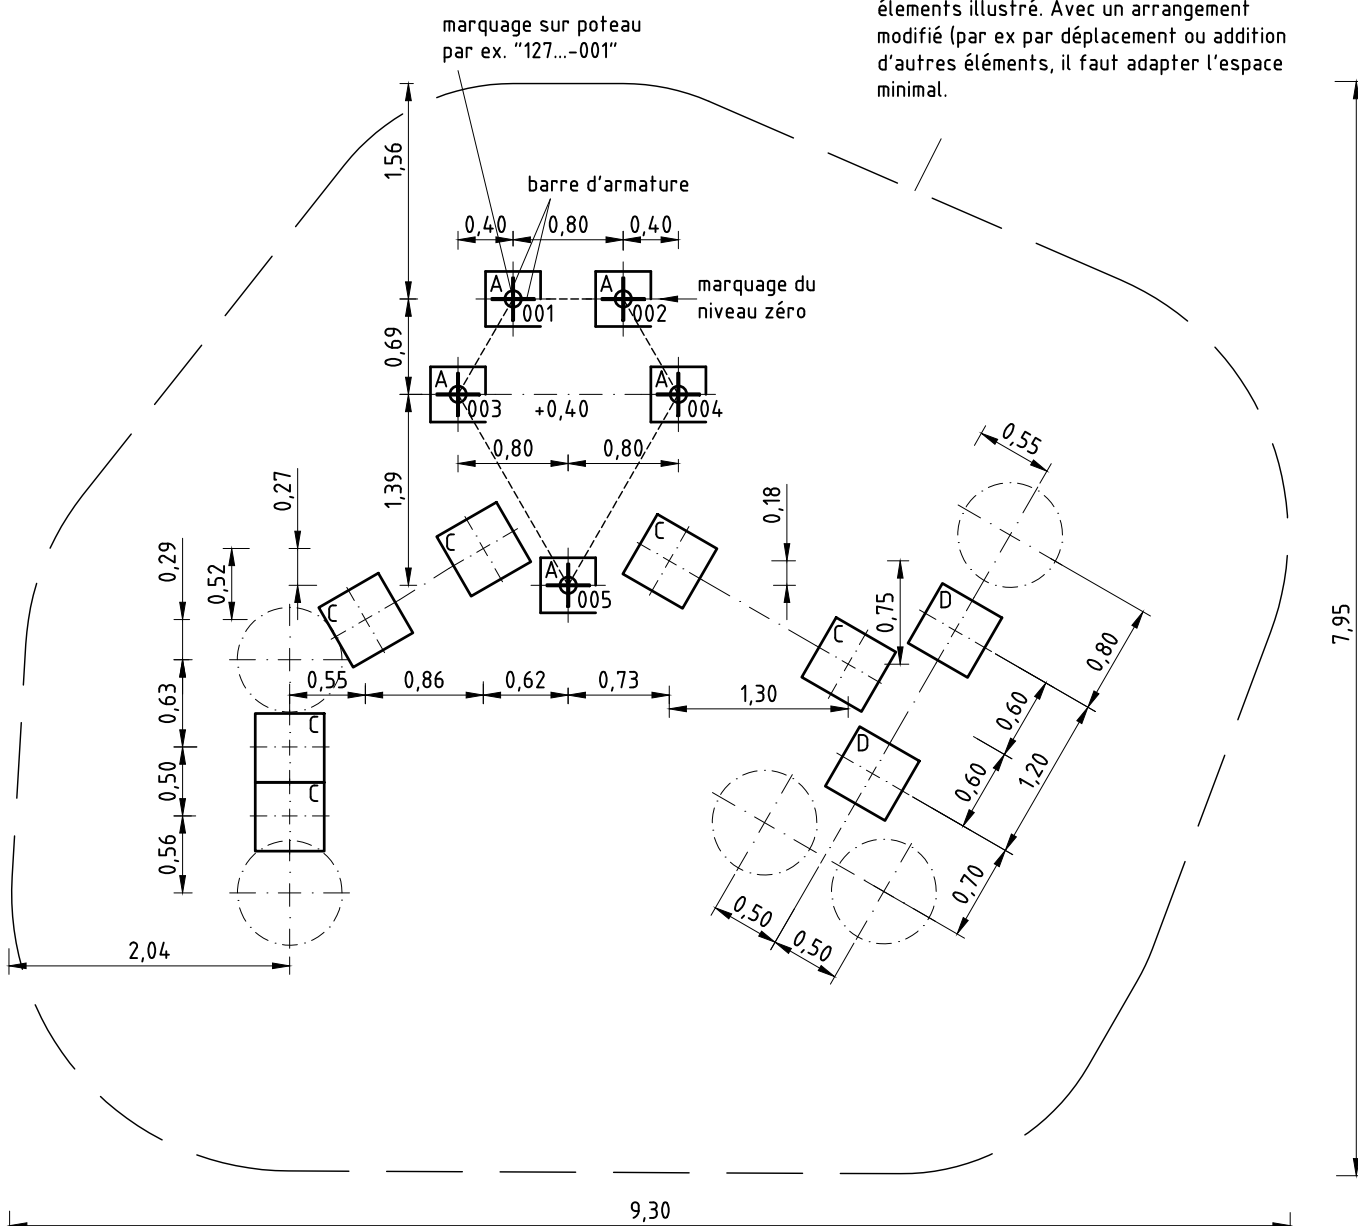 élements illustré. Avec un arrangement
modifié (par ex par déplacement ou addition
d'autres éléments, il faut adapter l'espace
minimal.
marquage sur poteau
par ex. "127...-001"
1,56
barre d'armature
0,40 0,80 0,40
A A
001 002
marquage du
niveau zéro
0,69
A A
003 +0,40 004
0,80 0,80
1,39
0,55
0,27
0,18
0,29
0,52
C C
A
005
C C
0,75
D
0,80
7,95
0,63
0,55 0,86 0,62 0,73
1,30
0,60
C
D
0,50
C
0,60
1,20
0,56
0,70
0,50
0,50
2,04
9,30